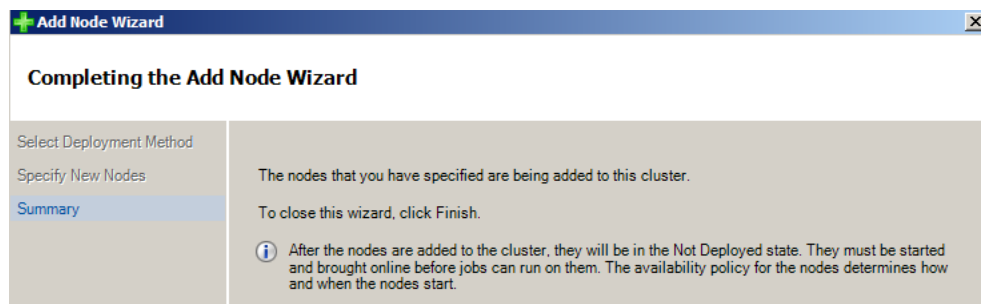 Add Node Wizard
Completing the Add Node Wizard
Select Deployment Method
Specify New Nodes
Summary
The nodes that you have specified are being added to this cluster.
To close this wizard, click Finish.
After the nodes are added to the cluster, they will be in the Not Deployed state. They must be started
and brought online before jobs can run on them. The availability policy for the nodes determines how
and when the nodes start.